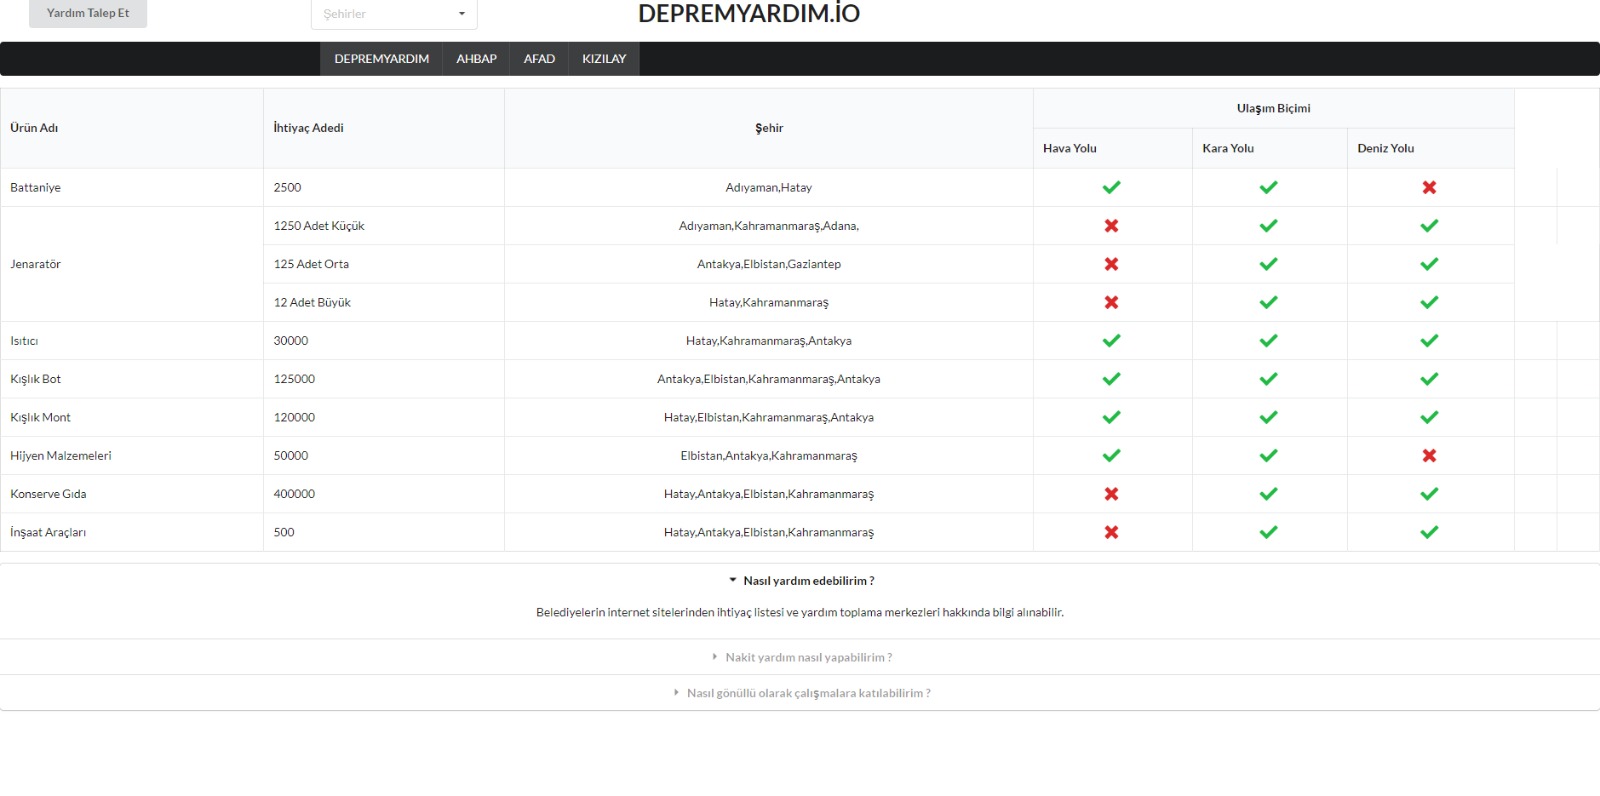 Yardım Talep Et
Şehirler
DEPREMYARDIM.İO
DEPREMYARDIM AHBAP AFAD KIZILAY
Ürün Adı İhtiyaç Adedi Şehir Ulaşım Biçimi
Hava Yolu Kara Yolu Deniz Yolu
Battaniye 2500 Adıyaman,Hatay
Jenaratör 1250 Adet Küçük Adıyaman,Kahramanmaraş,Adana,
125 Adet Orta Antakya,Elbistan,Gaziantep
12 Adet Büyük Hatay,Kahramanmaraş
Isıtıcı 30000 Hatay,Kahramanmaraş,Antakya
Kışlık Bot 125000 Antakya,Elbistan,Kahramanmaraş,Antakya
Kışlık Mont 120000 Hatay,Elbistan,Kahramanmaraş,Antakya
Hijyen Malzemeleri 50000 Elbistan,Antakya,Kahramanmaraş
Konserve Gıda 400000 Hatay,Antakya,Elbistan,Kahramanmaraş
İnşaat Araçları 500 Hatay,Antakya,Elbistan,Kahramanmaraş
Nasıl yardım edebilirim ?
Belediyelerin internet sitelerinden ihtiyaç listesi ve yardım toplama merkezleri hakkında bilgi alınabilir.
Nakit yardım nasıl yapabilirim ?
Nasıl gönüllü olarak çalışmalara katılabilirim ?